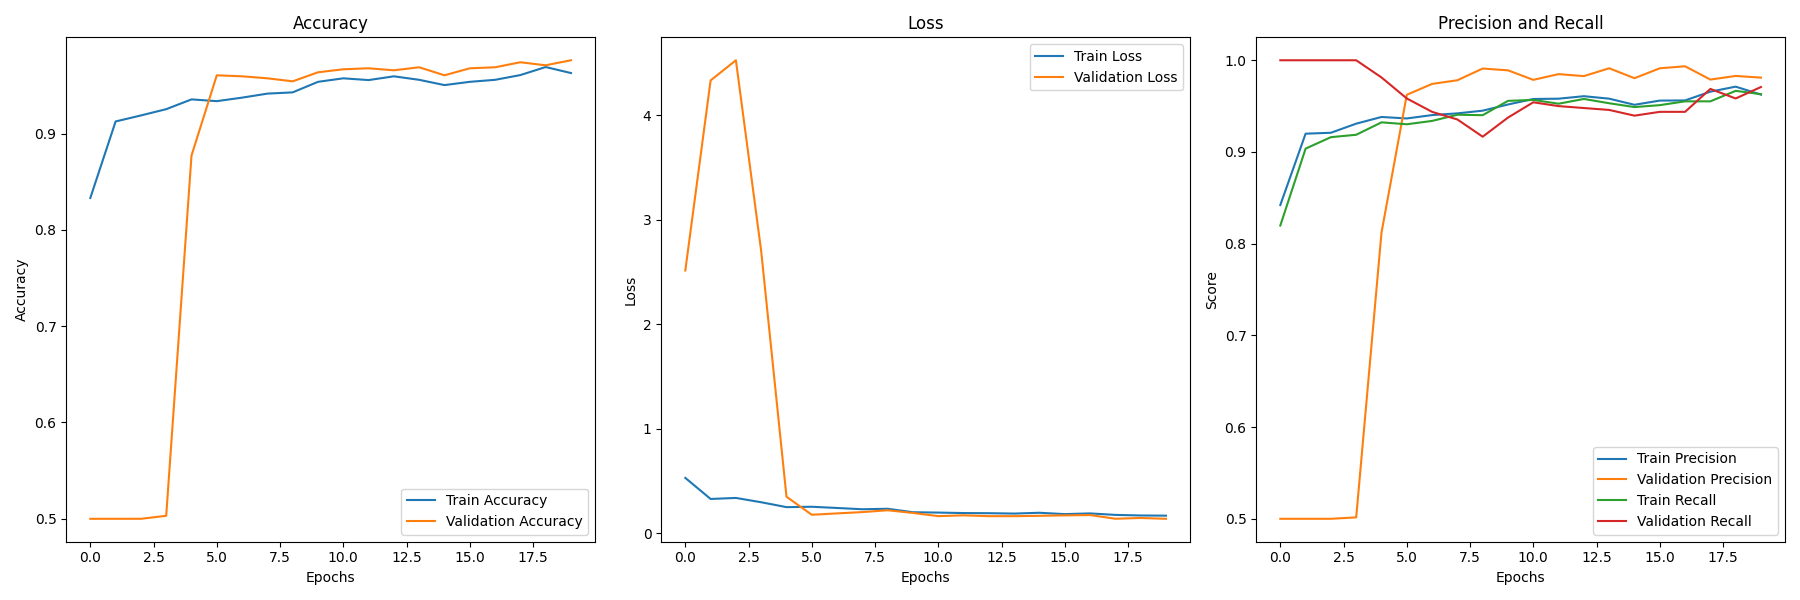 Accuracy
Accuracy
0.9
0.8
0.7
0.6
0.5
0.0 2.5 5.0 7.5 10.0 12.5 15.0 17.5
Epochs
Train Accuracy
Validation Accuracy
Loss
Loss
4
3
2
1
0
0.0 2.5 5.0 7.5 10.0 12.5 15.0 17.5
Epochs
Train Loss
Validation Loss
Precision and Recall
Score
1.0
0.9
0.8
0.7
0.6
0.5
0.0 2.5 5.0 7.5 10.0 12.5 15.0 17.5
Epochs
Train Precision
Validation Precision
Train Recall
Validation Recall